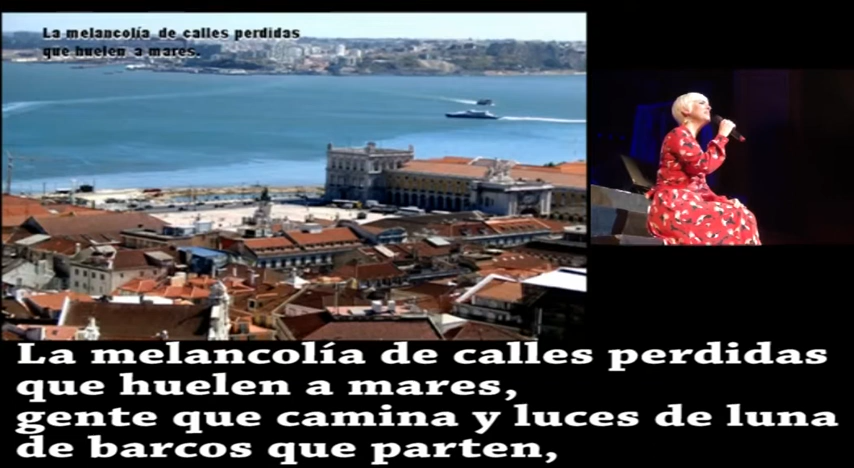 La melancolía de calles perdidas
que huelen a mares.
La melancolía de calles perdidas
que huelen a mares,
gente que camina y luces de luna
de barcos que parten,